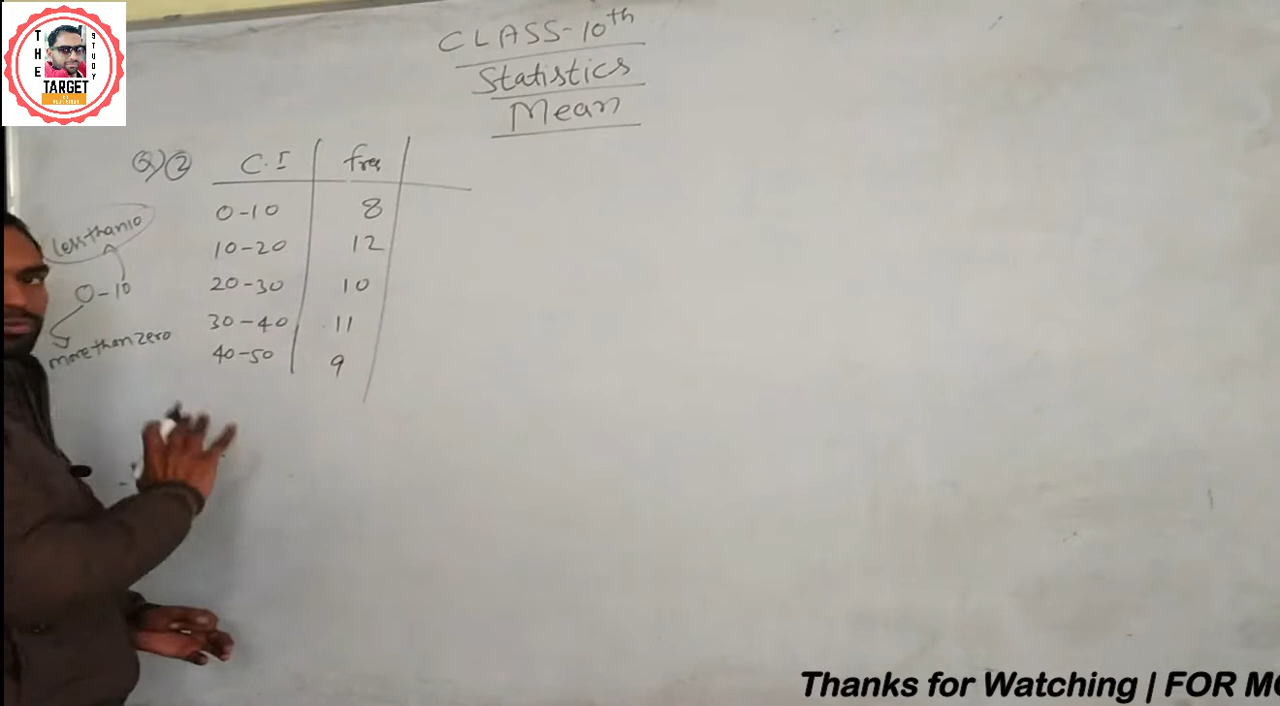 THE
STUDY
TARGET
CLASS-10th
Statistics
Mean
Q) 2 C.I freq
0-10 8
10-20 12
20-30 10
30-40 11
40-50 9
less than 10
0-10
more than zero
Thanks for Watching | FOR MO